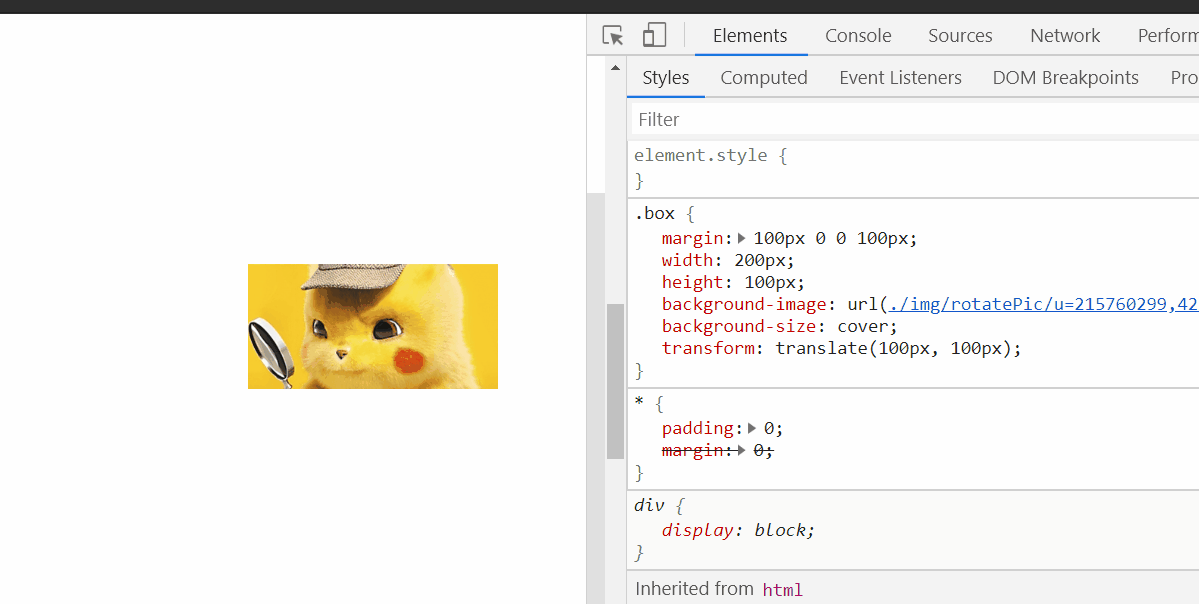 Elements Console Sources Network Perform
Styles Computed Event Listeners DOM Breakpoints Pro
Filter
element.style {
}
.box {
margin: 100px 0 0 100px;
width: 200px;
height: 100px;
background-image: url(./img/rotatePic/u=215760299,42
background-size: cover;
transform: translate(100px, 100px);
}
* {
padding: 0;
margin: 0;
}
div {
display: block;
}
Inherited from html